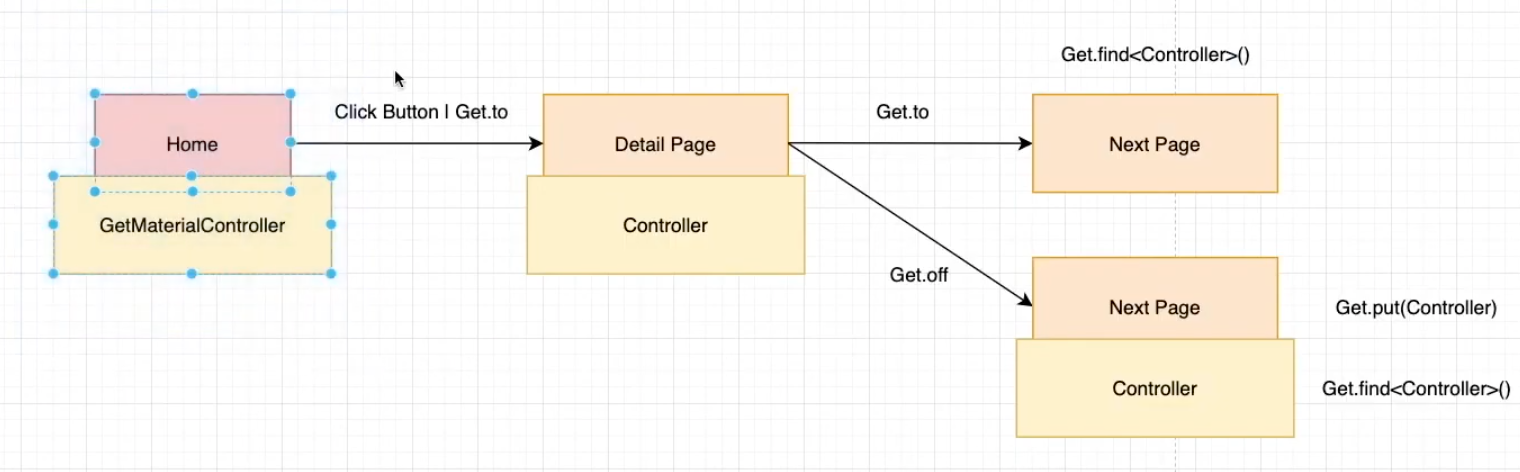 Get.find<Controller>()
Click Button | Get.to
Get.to
Home
Detail Page
Next Page
GetMaterialController
Controller
Get.off
Next Page
Get.put(Controller)
Controller
Get.find<Controller>()